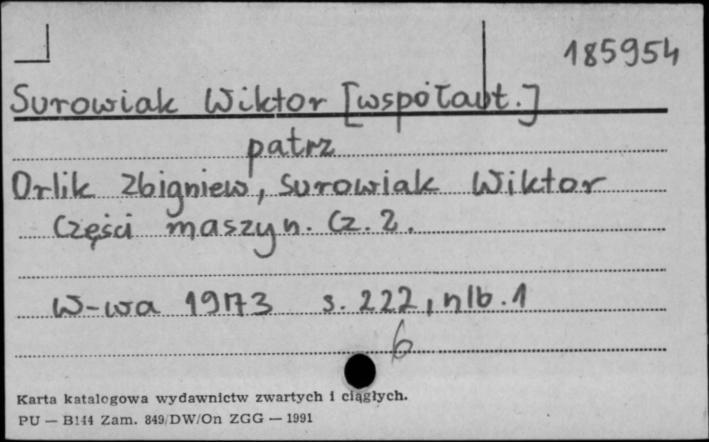 185954
Surowiak Wiktor [współaut.]
patrz
Orlik Zbigniew, Surowiak Wiktor
Części maszyn. Cz. 2.
W-wa 1973 s. 222, nlb. 1
6
Karta katalogowa wydawnictw zwartych i ciągłych.
PU — B144 Zam. 849/DW/On ZGG — 1991